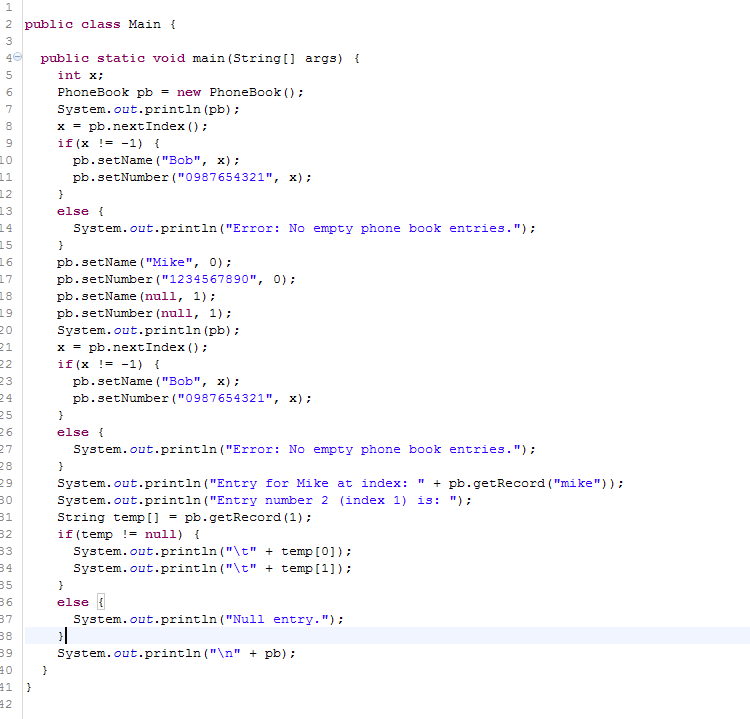 1
2 public class Main {
3
4 public static void main(String[] args) {
5 int x;
6 PhoneBook pb = new PhoneBook();
7 System.out.println(pb);
8 x = pb.nextIndex();
9 if(x != -1) {
10 pb.setName("Bob", x);
11 pb.setNumber("0987654321", x);
12 }
13 else {
14 System.out.println("Error: No empty phone book entries.");
15 }
16 pb.setName("Mike", 0);
17 pb.setNumber("1234567890", 0);
18 pb.setName(null, 1);
19 pb.setNumber(null, 1);
20 System.out.println(pb);
21 x = pb.nextIndex();
22 if(x != -1) {
23 pb.setName("Bob", x);
24 pb.setNumber("0987654321", x);
25 }
26 else {
27 System.out.println("Error: No empty phone book entries.");
28 }
29 System.out.println("Entry for Mike at index: " + pb.getRecord("mike"));
30 System.out.println("Entry number 2 (index 1) is: ");
31 String temp[] = pb.getRecord(1);
32 if(temp != null) {
33 System.out.println("\t" + temp[0]);
34 System.out.println("\t" + temp[1]);
35 }
36 else {
37 System.out.println("Null entry.");
38 }
39 System.out.println("\n" + pb);
40 }
41 }
42